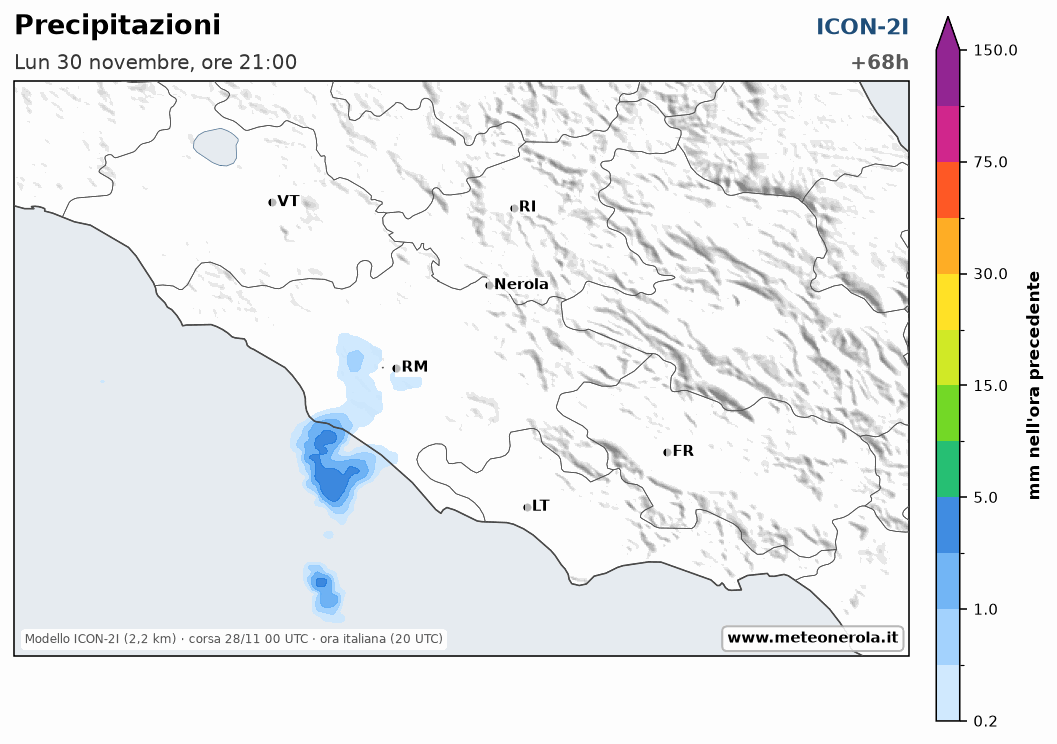 Precipitazioni
ICON-2I
Lun 30 novembre, ore 21:00
+68h
150.0
75.0
30.0
15.0
5.0
1.0
0.2
mm nell'ora precedente
VT
RI
Nerola
RM
FR
LT
Modello ICON-2I (2,2 km) · corsa 28/11 00 UTC · ora italiana (20 UTC)
www.meteonerola.it